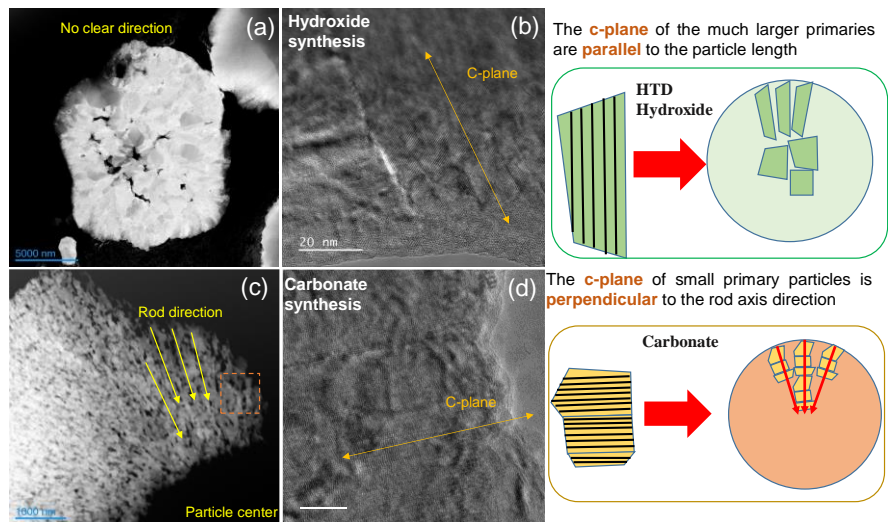 No clear direction
(a)
5000 nm
Hydroxide
synthesis
(b)
C-plane
20 nm
The c-plane of the much larger primaries
are parallel to the particle length
HTD
Hydroxide
(c)
Rod direction
Particle center
1000 nm
Carbonate
synthesis
(d)
C-plane
The c-plane of small primary particles is
perpendicular to the rod axis direction
Carbonate